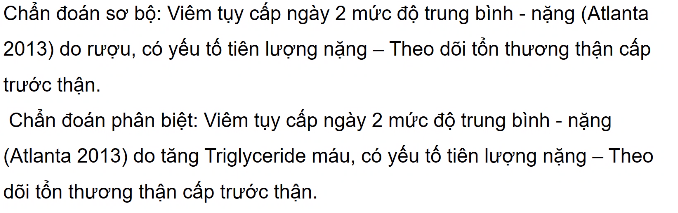 Chẩn đoán sơ bộ: Viêm tụy cấp ngày 2 mức độ trung bình - nặng (Atlanta
2013) do rượu, có yếu tố tiên lượng nặng – Theo dõi tổn thương thận cấp
trước thận.
Chẩn đoán phân biệt: Viêm tụy cấp ngày 2 mức độ trung bình - nặng
(Atlanta 2013) do tăng Triglyceride máu, có yếu tố tiên lượng nặng – Theo
dõi tổn thương thận cấp trước thận.